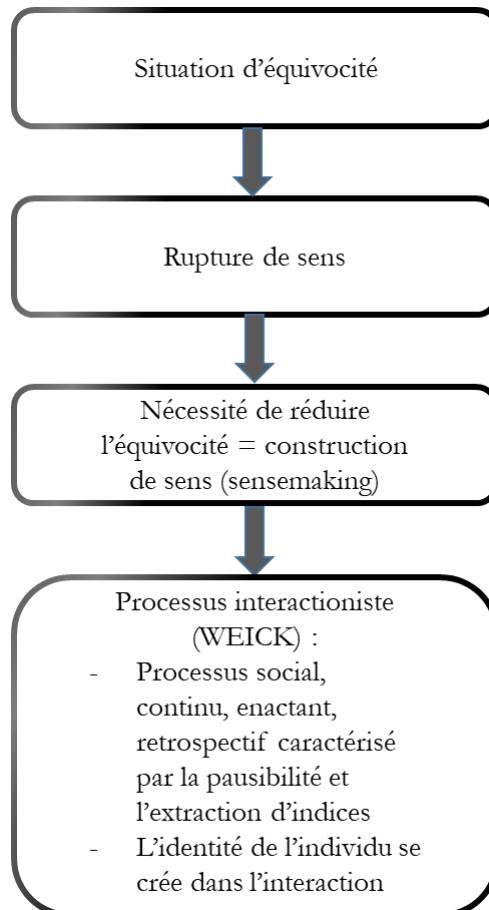 Situation d'équivocité
Rupture de sens
Nécessité de réduire
l'équivocité = construction
de sens (sensemaking)
Processus interactioniste
(WEICK) :
- Processus social,
continu, enactant,
retrospectif caractérisé
par la pausibilité et
l'extraction d'indices
- L'identité de l'individu se
crée dans l'interaction